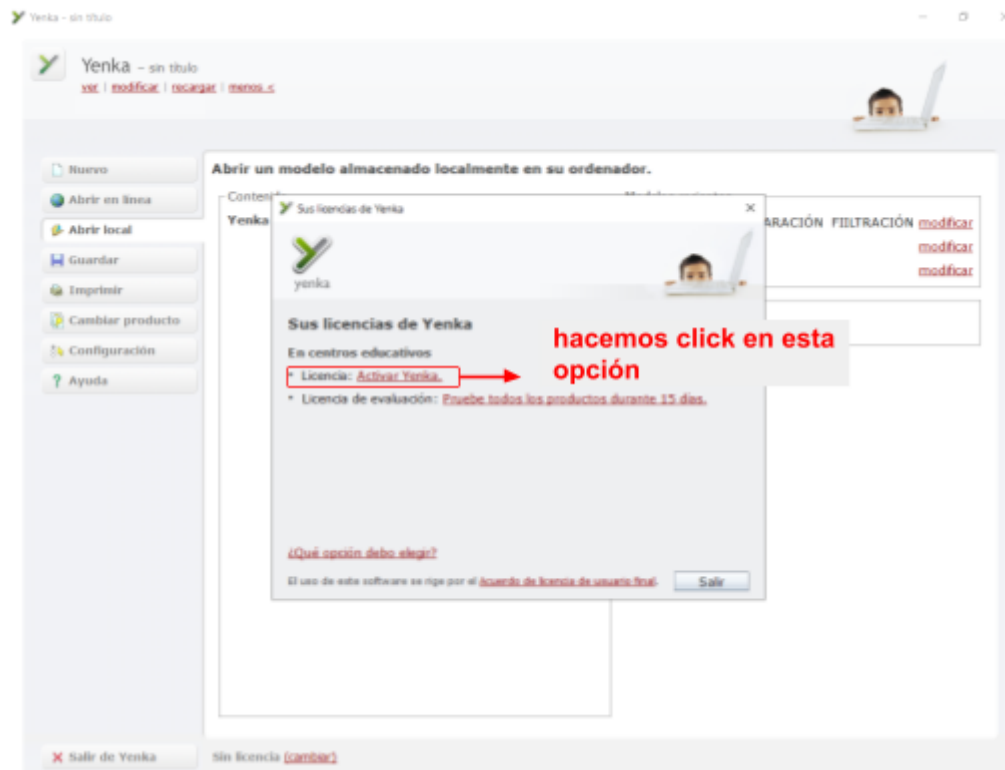 Yenka - sin título
Yenka - sin título
ver | modificar | recargar | menos <
Nuevo
Abrir en línea
Abrir local
Guardar
Imprimir
Cambiar producto
Configuración
Ayuda
Abrir un modelo almacenado localmente en su ordenador.
Yenka
ARACIÓN FIILTRACIÓN modificar
modificar
modificar
Sus licencias de Yenka
yenka
Sus licencias de Yenka
En centros educativos
• Licencia: Activar Yenka.
• Licencia de evaluación: Pruebe todos los productos durante 15 días.
hacemos click en esta
opción
¿Qué opción debo elegir?
El uso de este software se rige por el Acuerdo de licencia de usuario final.
Salir
Salir de Yenka
Sin licencia (cambiar)